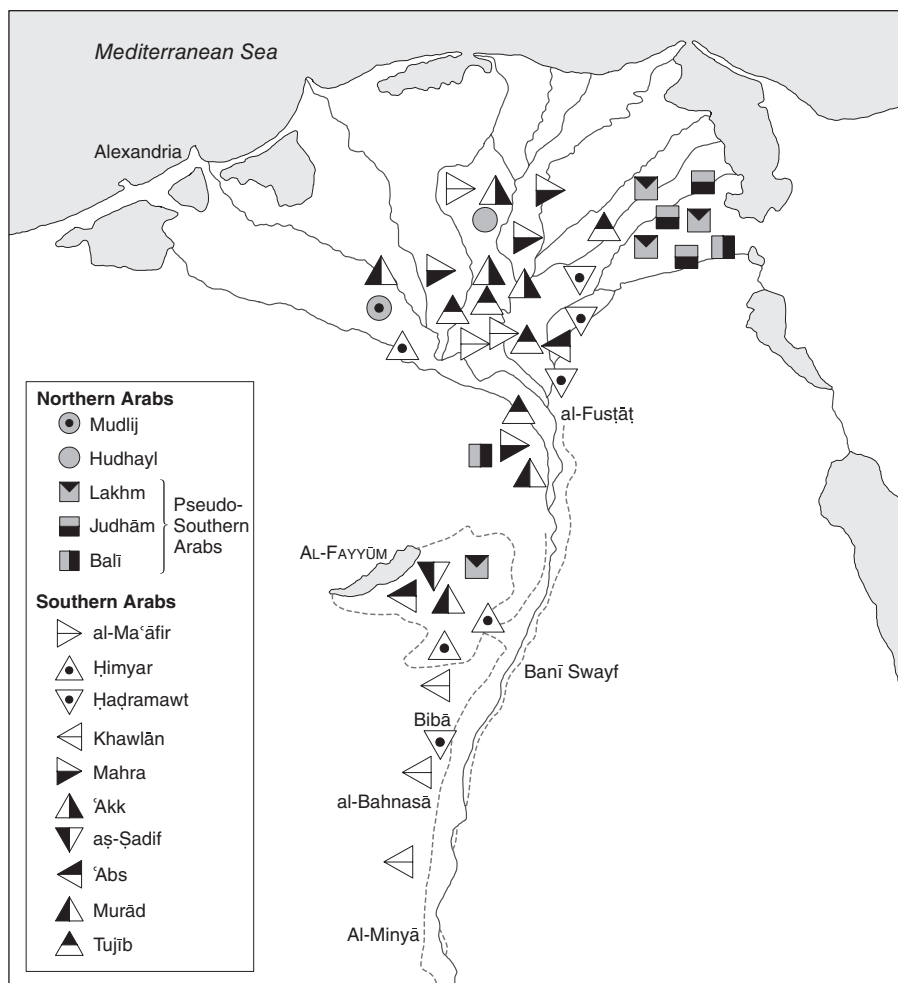 Mediterranean Sea
Alexandria
al-Fusṭāṭ
AL-FAYYŪM
Banī Swayf
Bibā
al-Bahnasā
Al-Minyā
Northern Arabs
Mudlij
Hudhayl
Lakhm
Judhām
Balī
Pseudo-
Southern
Arabs
Southern Arabs
al-Maʿāfir
Ḥimyar
Ḥaḍramawt
Khawlān
Mahra
ʿAkk
aṣ-Ṣadif
ʿAbs
Murād
Tujīb